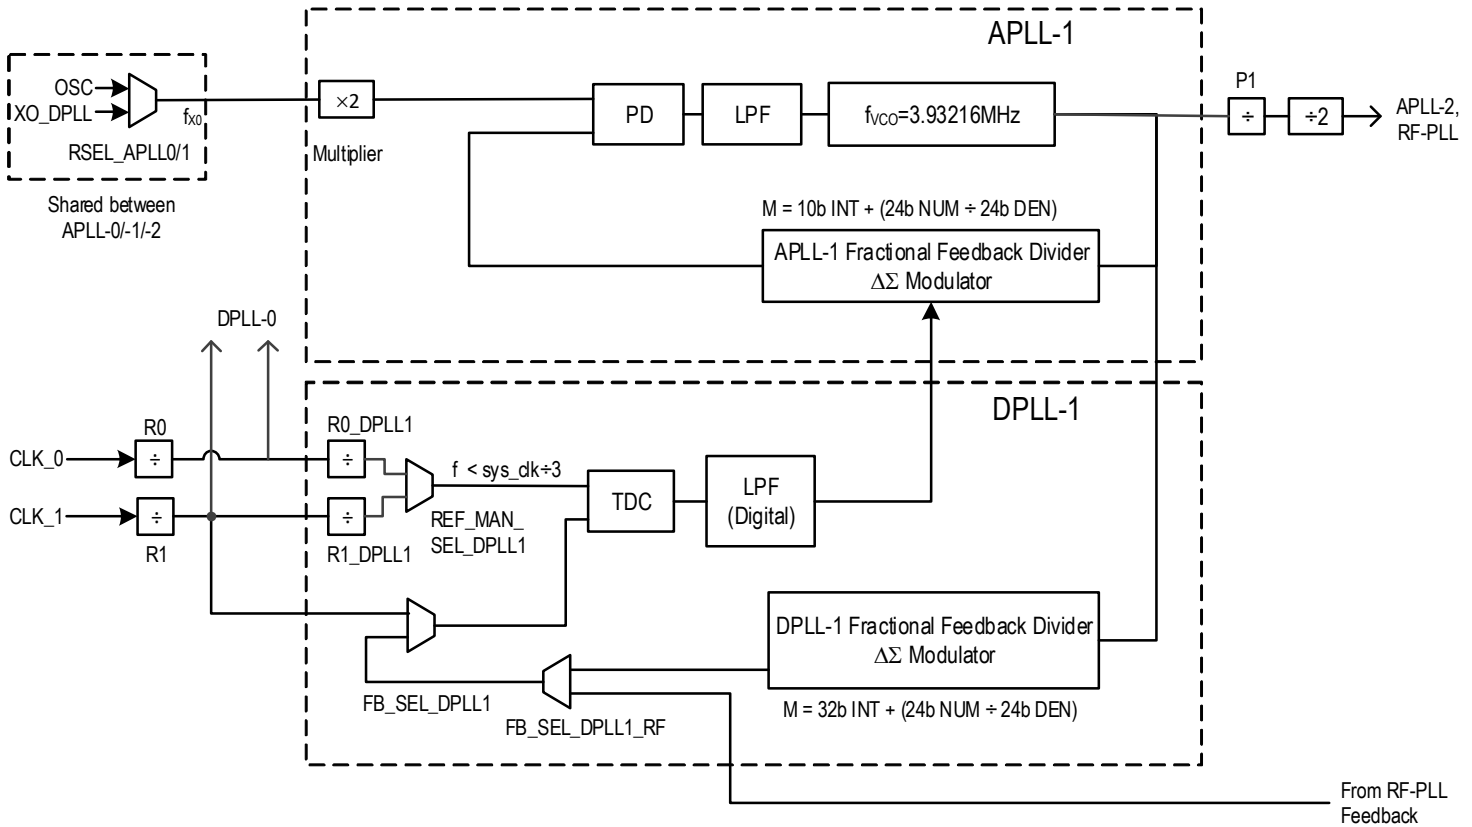 APLL-1
OSC
XO_DPLL
fX0
RSEL_APLL0/1
Shared between
APLL-0/-1/-2
×2
Multiplier
PD
LPF
fVCO=3.93216MHz
P1
÷
÷2
APLL-2,
RF-PLL
M = 10b INT + (24b NUM ÷ 24b DEN)
APLL-1 Fractional Feedback Divider
ΔΣ Modulator
DPLL-0
DPLL-1
CLK_0
R0
÷
R0_DPLL1
÷
CLK_1
÷
R1
÷
R1_DPLL1
f < sys_clk÷3
REF_MAN_
SEL_DPLL1
TDC
LPF
(Digital)
DPLL-1 Fractional Feedback Divider
ΔΣ Modulator
M = 32b INT + (24b NUM ÷ 24b DEN)
FB_SEL_DPLL1
FB_SEL_DPLL1_RF
From RF-PLL
Feedback